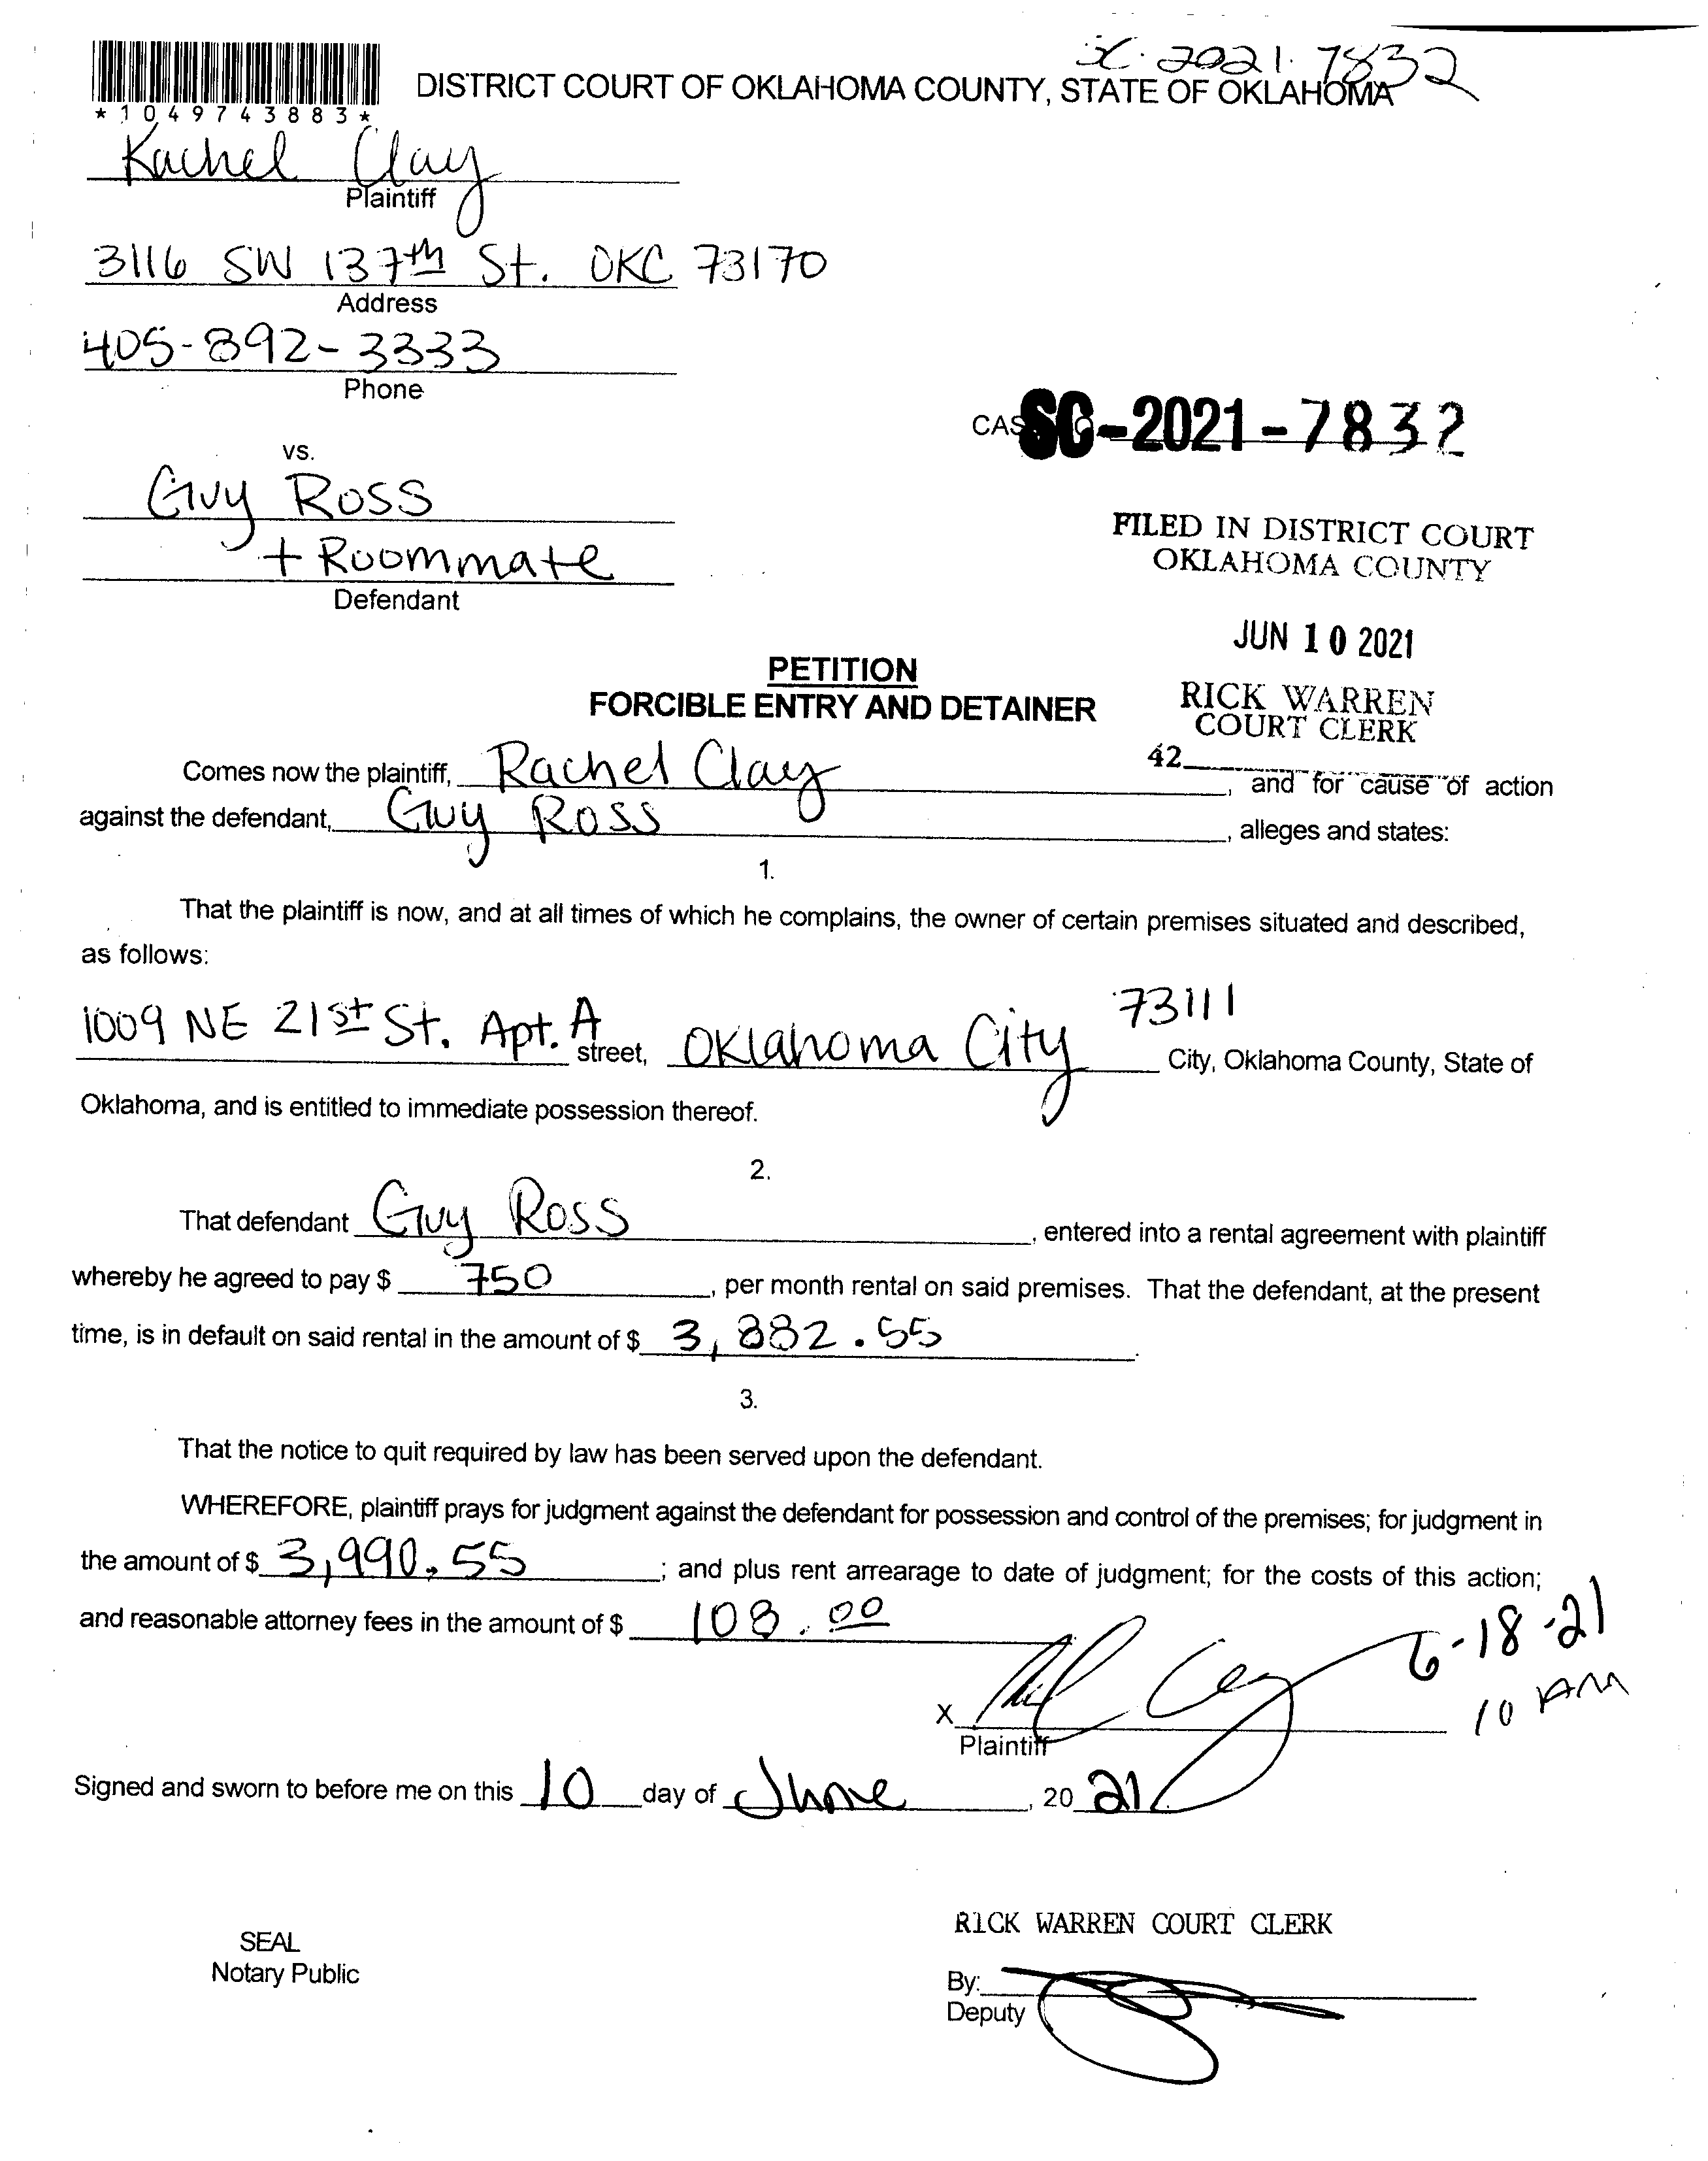 SC-2021-7832
*1049743883*
DISTRICT COURT OF OKLAHOMA COUNTY, STATE OF OKLAHOMA
Rachel Clay
Plaintiff
3116 SW 137th St. OKC 73170
Address
405-892-3333
Phone
CAS SC-2021-7832
vs.
Guy Ross
+ Roommate
Defendant
FILED IN DISTRICT COURT
OKLAHOMA COUNTY
JUN 10 2021
RICK WARREN
COURT CLERK
42
PETITION
FORCIBLE ENTRY AND DETAINER
Comes now the plaintiff, Rachel Clay, and for cause of action
against the defendant, Guy Ross, alleges and states:
1.
That the plaintiff is now, and at all times of which he complains, the owner of certain premises situated and described,
as follows:
1009 NE 21st St. Apt. A street, Oklahoma City 73111 City, Oklahoma County, State of
Oklahoma, and is entitled to immediate possession thereof.
2.
That defendant Guy Ross, entered into a rental agreement with plaintiff
whereby he agreed to pay $ 750, per month rental on said premises. That the defendant, at the present
time, is in default on said rental in the amount of $ 3,882.55.
3.
That the notice to quit required by law has been served upon the defendant.
WHEREFORE, plaintiff prays for judgment against the defendant for possession and control of the premises; for judgment in
the amount of $ 3,990.55; and plus rent arrearage to date of judgment; for the costs of this action;
and reasonable attorney fees in the amount of $ 108.00
6-18-21
10 AM
X
Plaintiff
Signed and sworn to before me on this 10 day of June, 20 21
RICK WARREN COURT CLERK
SEAL
Notary Public
By:
Deputy